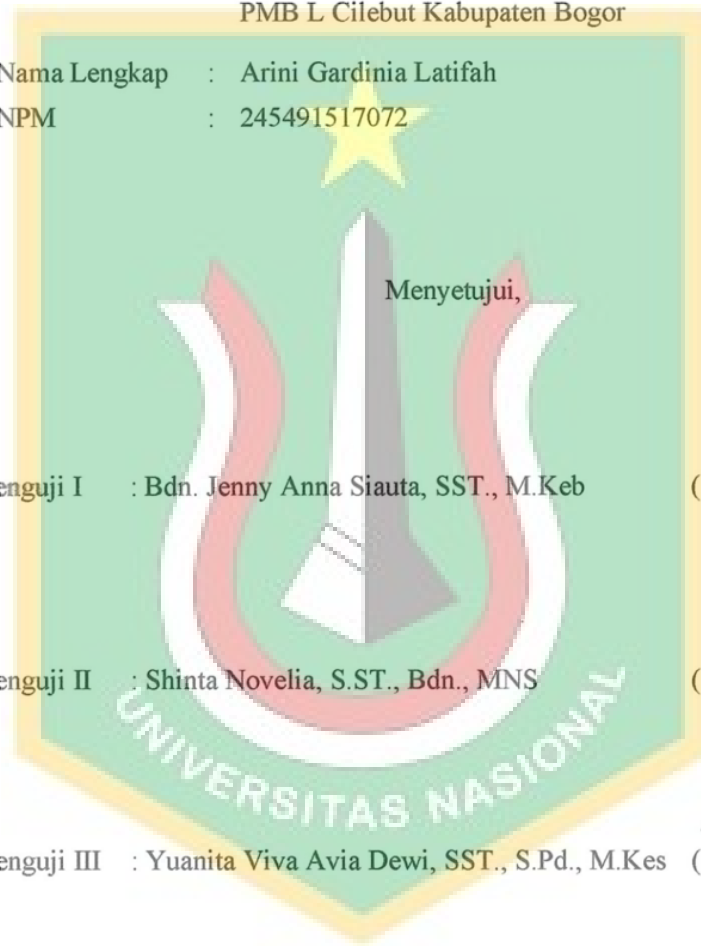 PMB L Cilebut Kabupaten Bogor
Nama Lengkap : Arini Gardinia Latifah
NPM : 245491517072
Menyetujui,
enguji I : Bdn. Jenny Anna Siauta, SST., M.Keb (
enguji II : Shinta Novelia, S.ST., Bdn., MNS (
UNIVERSITAS NASIONAL
enguji III : Yuanita Viva Avia Dewi, SST., S.Pd., M.Kes (